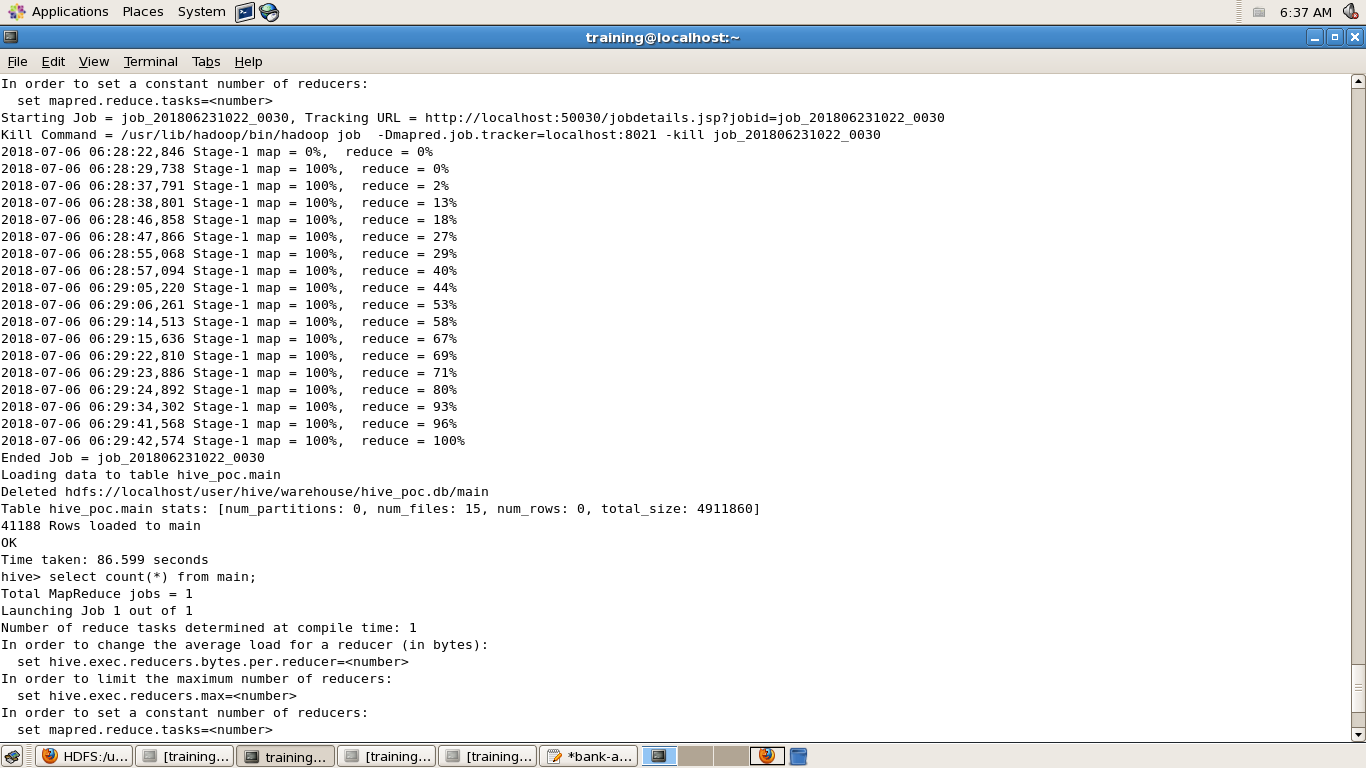 Applications Places System 6:37 AM
training@localhost:~
File Edit View Terminal Tabs Help
In order to set a constant number of reducers:
  set mapred.reduce.tasks=<number>
Starting Job = job_201806231022_0030, Tracking URL = http://localhost:50030/jobdetails.jsp?jobid=job_201806231022_0030
Kill Command = /usr/lib/hadoop/bin/hadoop job  -Dmapred.job.tracker=localhost:8021 -kill job_201806231022_0030
2018-07-06 06:28:22,846 Stage-1 map = 0%,  reduce = 0%
2018-07-06 06:28:29,738 Stage-1 map = 100%,  reduce = 0%
2018-07-06 06:28:37,791 Stage-1 map = 100%,  reduce = 2%
2018-07-06 06:28:38,801 Stage-1 map = 100%,  reduce = 13%
2018-07-06 06:28:46,858 Stage-1 map = 100%,  reduce = 18%
2018-07-06 06:28:47,866 Stage-1 map = 100%,  reduce = 27%
2018-07-06 06:28:55,068 Stage-1 map = 100%,  reduce = 29%
2018-07-06 06:28:57,094 Stage-1 map = 100%,  reduce = 40%
2018-07-06 06:29:05,220 Stage-1 map = 100%,  reduce = 44%
2018-07-06 06:29:06,261 Stage-1 map = 100%,  reduce = 53%
2018-07-06 06:29:14,513 Stage-1 map = 100%,  reduce = 58%
2018-07-06 06:29:15,636 Stage-1 map = 100%,  reduce = 67%
2018-07-06 06:29:22,810 Stage-1 map = 100%,  reduce = 69%
2018-07-06 06:29:23,886 Stage-1 map = 100%,  reduce = 71%
2018-07-06 06:29:24,892 Stage-1 map = 100%,  reduce = 80%
2018-07-06 06:29:34,302 Stage-1 map = 100%,  reduce = 93%
2018-07-06 06:29:41,568 Stage-1 map = 100%,  reduce = 96%
2018-07-06 06:29:42,574 Stage-1 map = 100%,  reduce = 100%
Ended Job = job_201806231022_0030
Loading data to table hive_poc.main
Deleted hdfs://localhost/user/hive/warehouse/hive_poc.db/main
Table hive_poc.main stats: [num_partitions: 0, num_files: 15, num_rows: 0, total_size: 4911860]
41188 Rows loaded to main
OK
Time taken: 86.599 seconds
hive> select count(*) from main;
Total MapReduce jobs = 1
Launching Job 1 out of 1
Number of reduce tasks determined at compile time: 1
In order to change the average load for a reducer (in bytes):
  set hive.exec.reducers.bytes.per.reducer=<number>
In order to limit the maximum number of reducers:
  set hive.exec.reducers.max=<number>
In order to set a constant number of reducers:
  set mapred.reduce.tasks=<number>
HDFS:/u... [training... training... [training... [training... *bank-a...